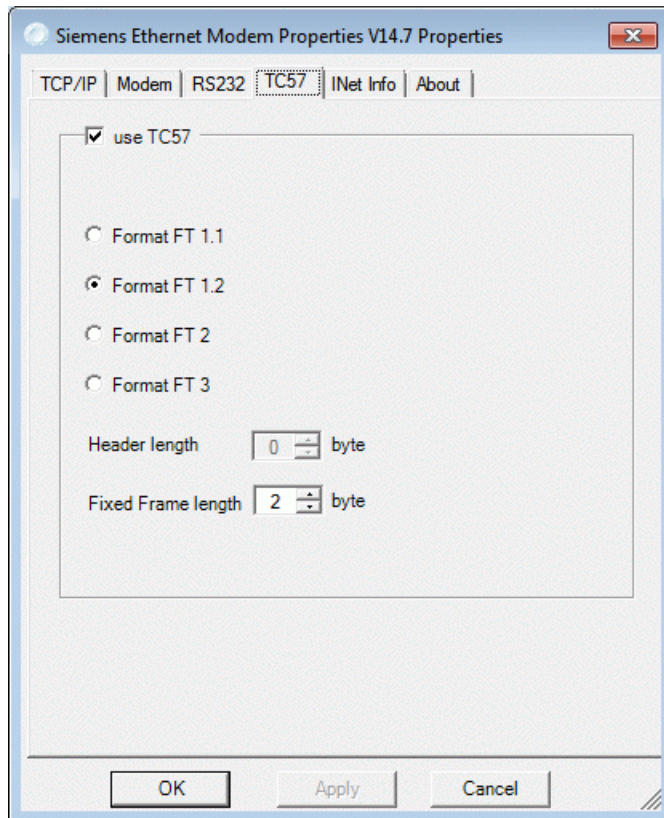 Siemens Ethernet Modem Properties V14.7 Properties
TCP/IP Modem RS232 TC57 INet Info About
use TC57
Format FT 1.1
Format FT 1.2
Format FT 2
Format FT 3
Header length 0 byte
Fixed Frame length 2 byte
OK Apply Cancel